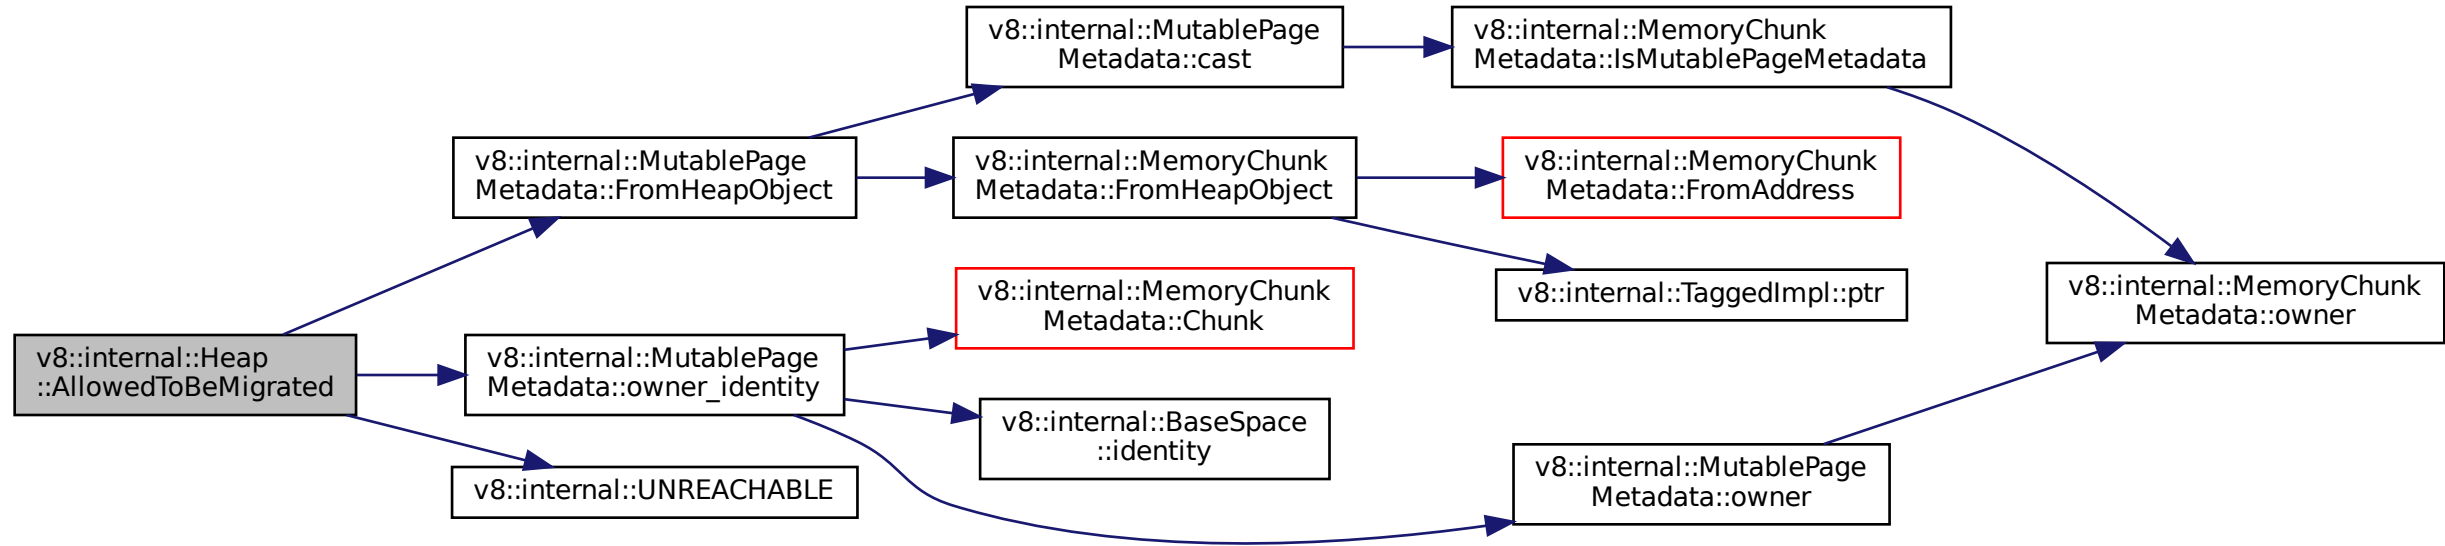 v8::internal::Heap
::AllowedToBeMigrated
v8::internal::MutablePage
Metadata::FromHeapObject
v8::internal::MutablePage
Metadata::owner_identity
v8::internal::UNREACHABLE
v8::internal::MutablePage
Metadata::cast
v8::internal::MemoryChunk
Metadata::FromHeapObject
v8::internal::MemoryChunk
Metadata::Chunk
v8::internal::BaseSpace
::identity
v8::internal::MemoryChunk
Metadata::IsMutablePageMetadata
v8::internal::MemoryChunk
Metadata::FromAddress
v8::internal::TaggedImpl::ptr
v8::internal::MutablePage
Metadata::owner
v8::internal::MemoryChunk
Metadata::owner